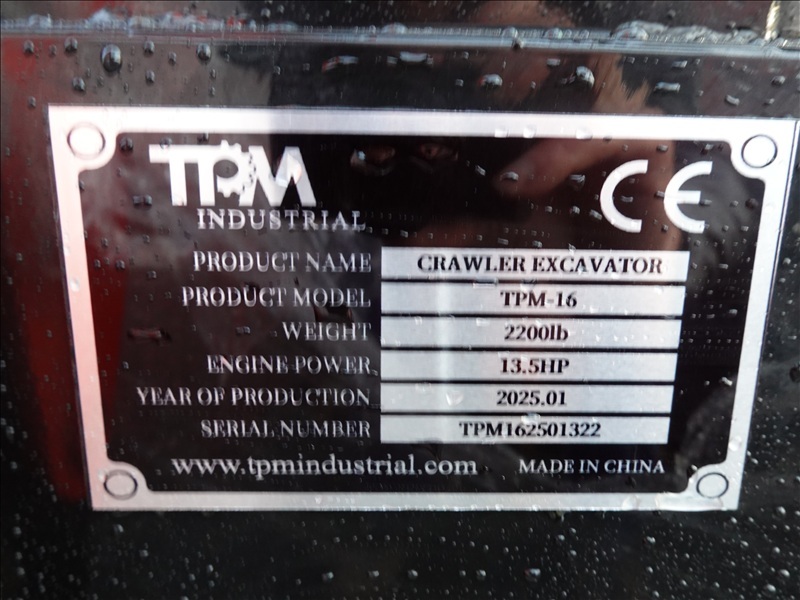 TPM
INDUSTRIAL
CE
PRODUCT NAME CRAWLER EXCAVATOR
PRODUCT MODEL TPM-16
WEIGHT 2200lb
ENGINE POWER 13.5HP
YEAR OF PRODUCTION 2025.01
SERIAL NUMBER TPM162501322
www.tpmindustrial.com MADE IN CHINA